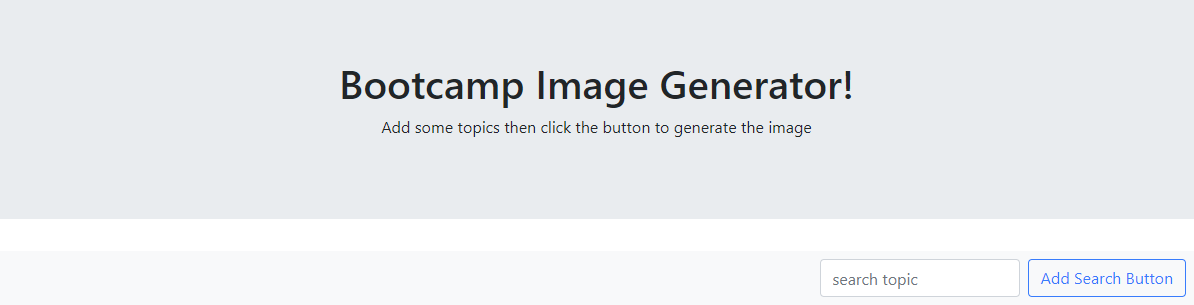 Bootcamp Image Generator!
Add some topics then click the button to generate the image
search topic
Add Search Button